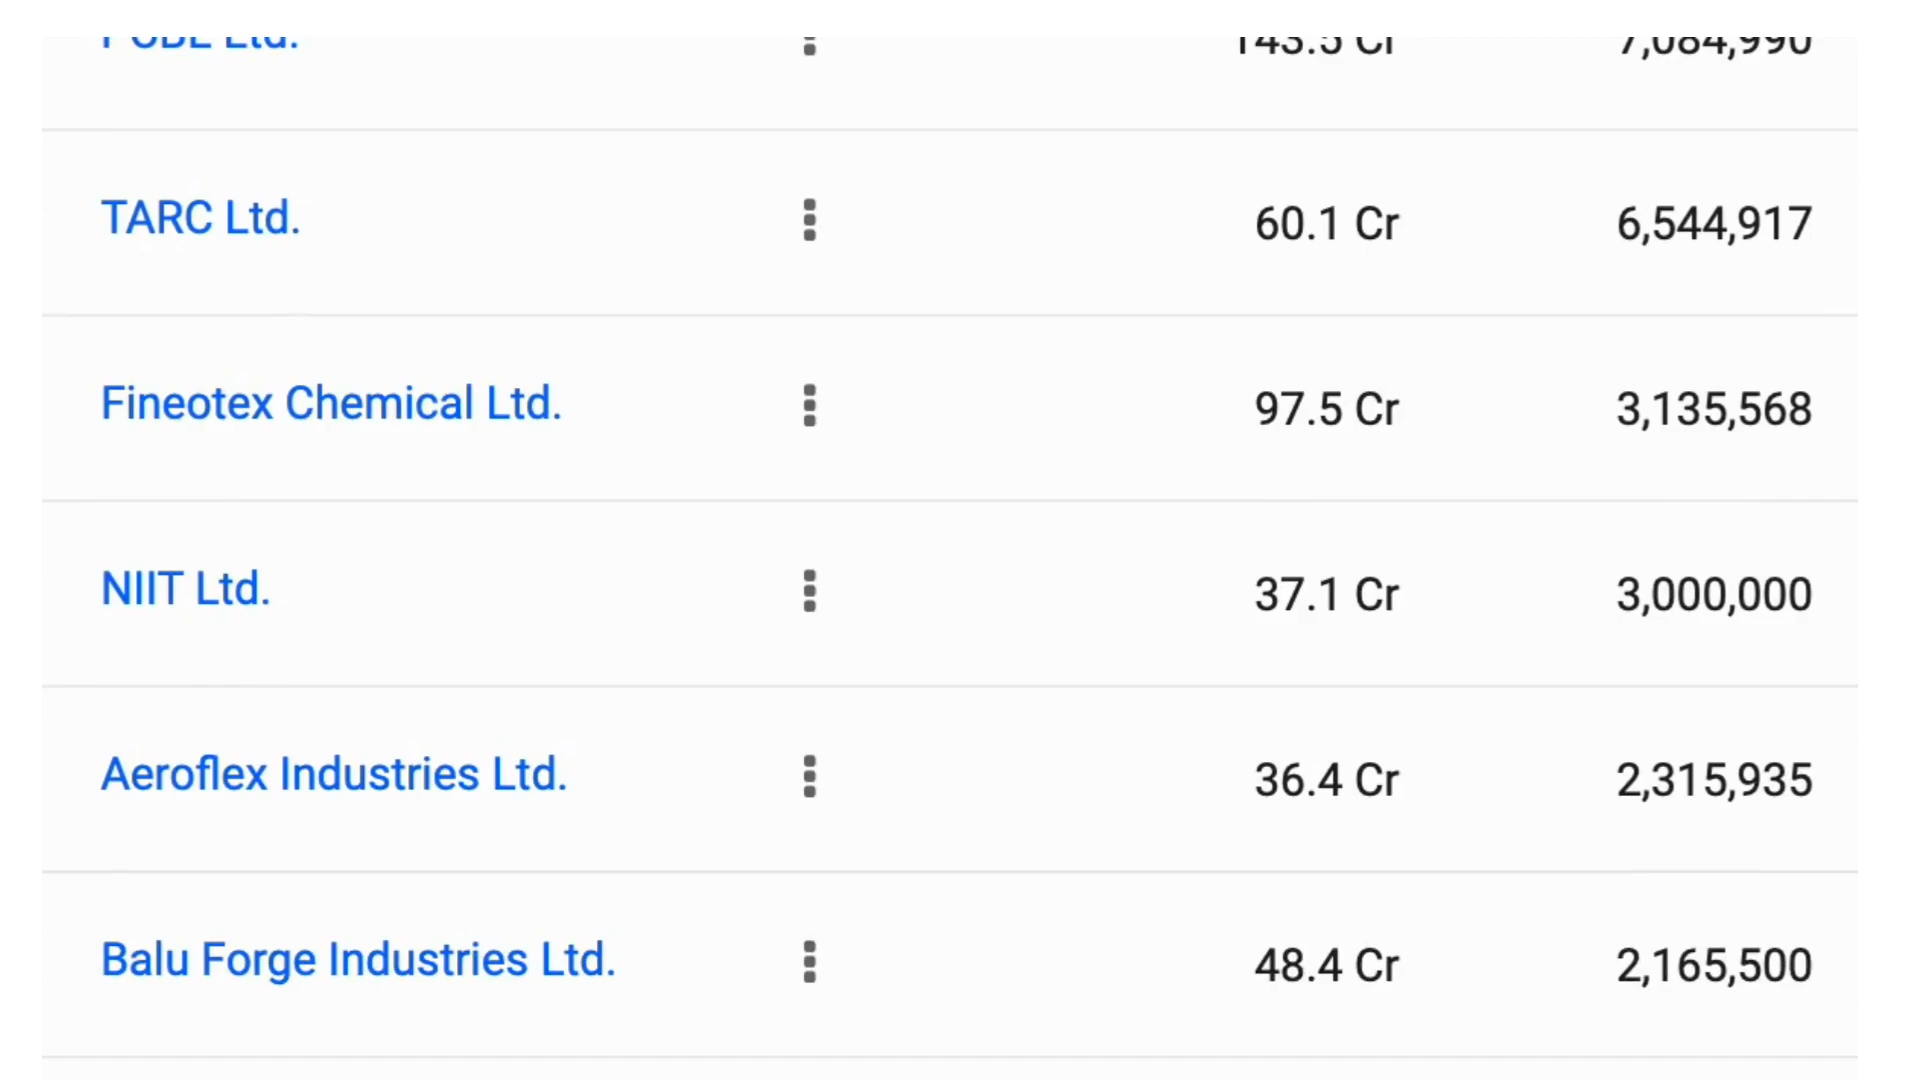 Ltd. 143.5 Cr 7,084,990
TARC Ltd. 60.1 Cr 6,544,917
Fineotex Chemical Ltd. 97.5 Cr 3,135,568
NIIT Ltd. 37.1 Cr 3,000,000
Aeroflex Industries Ltd. 36.4 Cr 2,315,935
Balu Forge Industries Ltd. 48.4 Cr 2,165,500